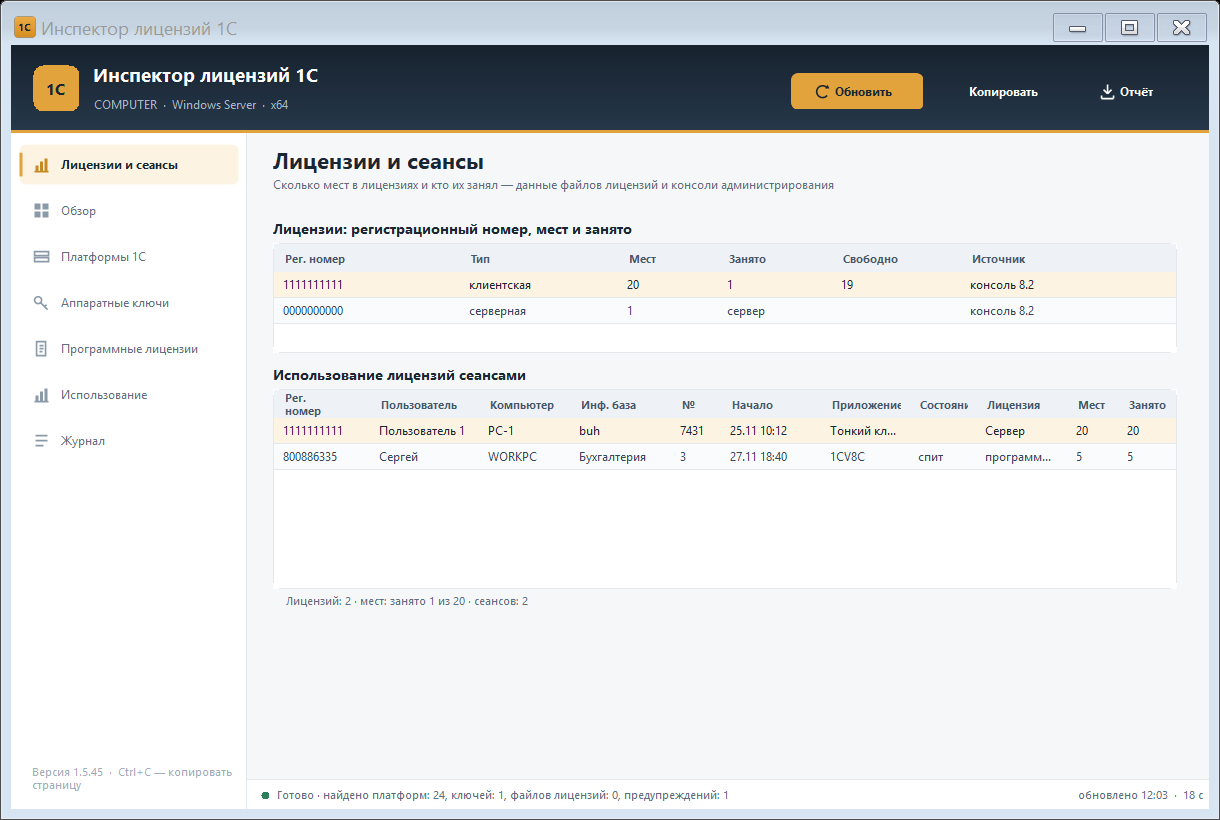 1C Инспектор лицензий 1С
1C
Инспектор лицензий 1С
COMPUTER · Windows Server · x64
Обновить
Копировать
Отчёт
Лицензии и сеансы
Обзор
Платформы 1С
Аппаратные ключи
Программные лицензии
Использование
Журнал
Версия 1.5.45 · Ctrl+C — копировать
страницу
Лицензии и сеансы
Сколько мест в лицензиях и кто их занял — данные файлов лицензий и консоли администрирования
Лицензии: регистрационный номер, мест и занято
Рег. номер Тип Мест Занято Свободно Источник
1111111111 клиентская 20 1 19 консоль 8.2
0000000000 серверная 1 сервер консоль 8.2
Использование лицензий сеансами
Рег.
номер Пользователь Компьютер Инф. база № Начало Приложение Состояни Лицензия Мест Занято
1111111111 Пользователь 1 PC-1 buh 7431 25.11 10:12 Тонкий кл... Сервер 20 20
800886335 Сергей WORKPC Бухгалтерия 3 27.11 18:40 1CV8C спит программ... 5 5
Лицензий: 2 · мест: занято 1 из 20 · сеансов: 2
Готово · найдено платформ: 24, ключей: 1, файлов лицензий: 0, предупреждений: 1
обновлено 12:03 · 18 с